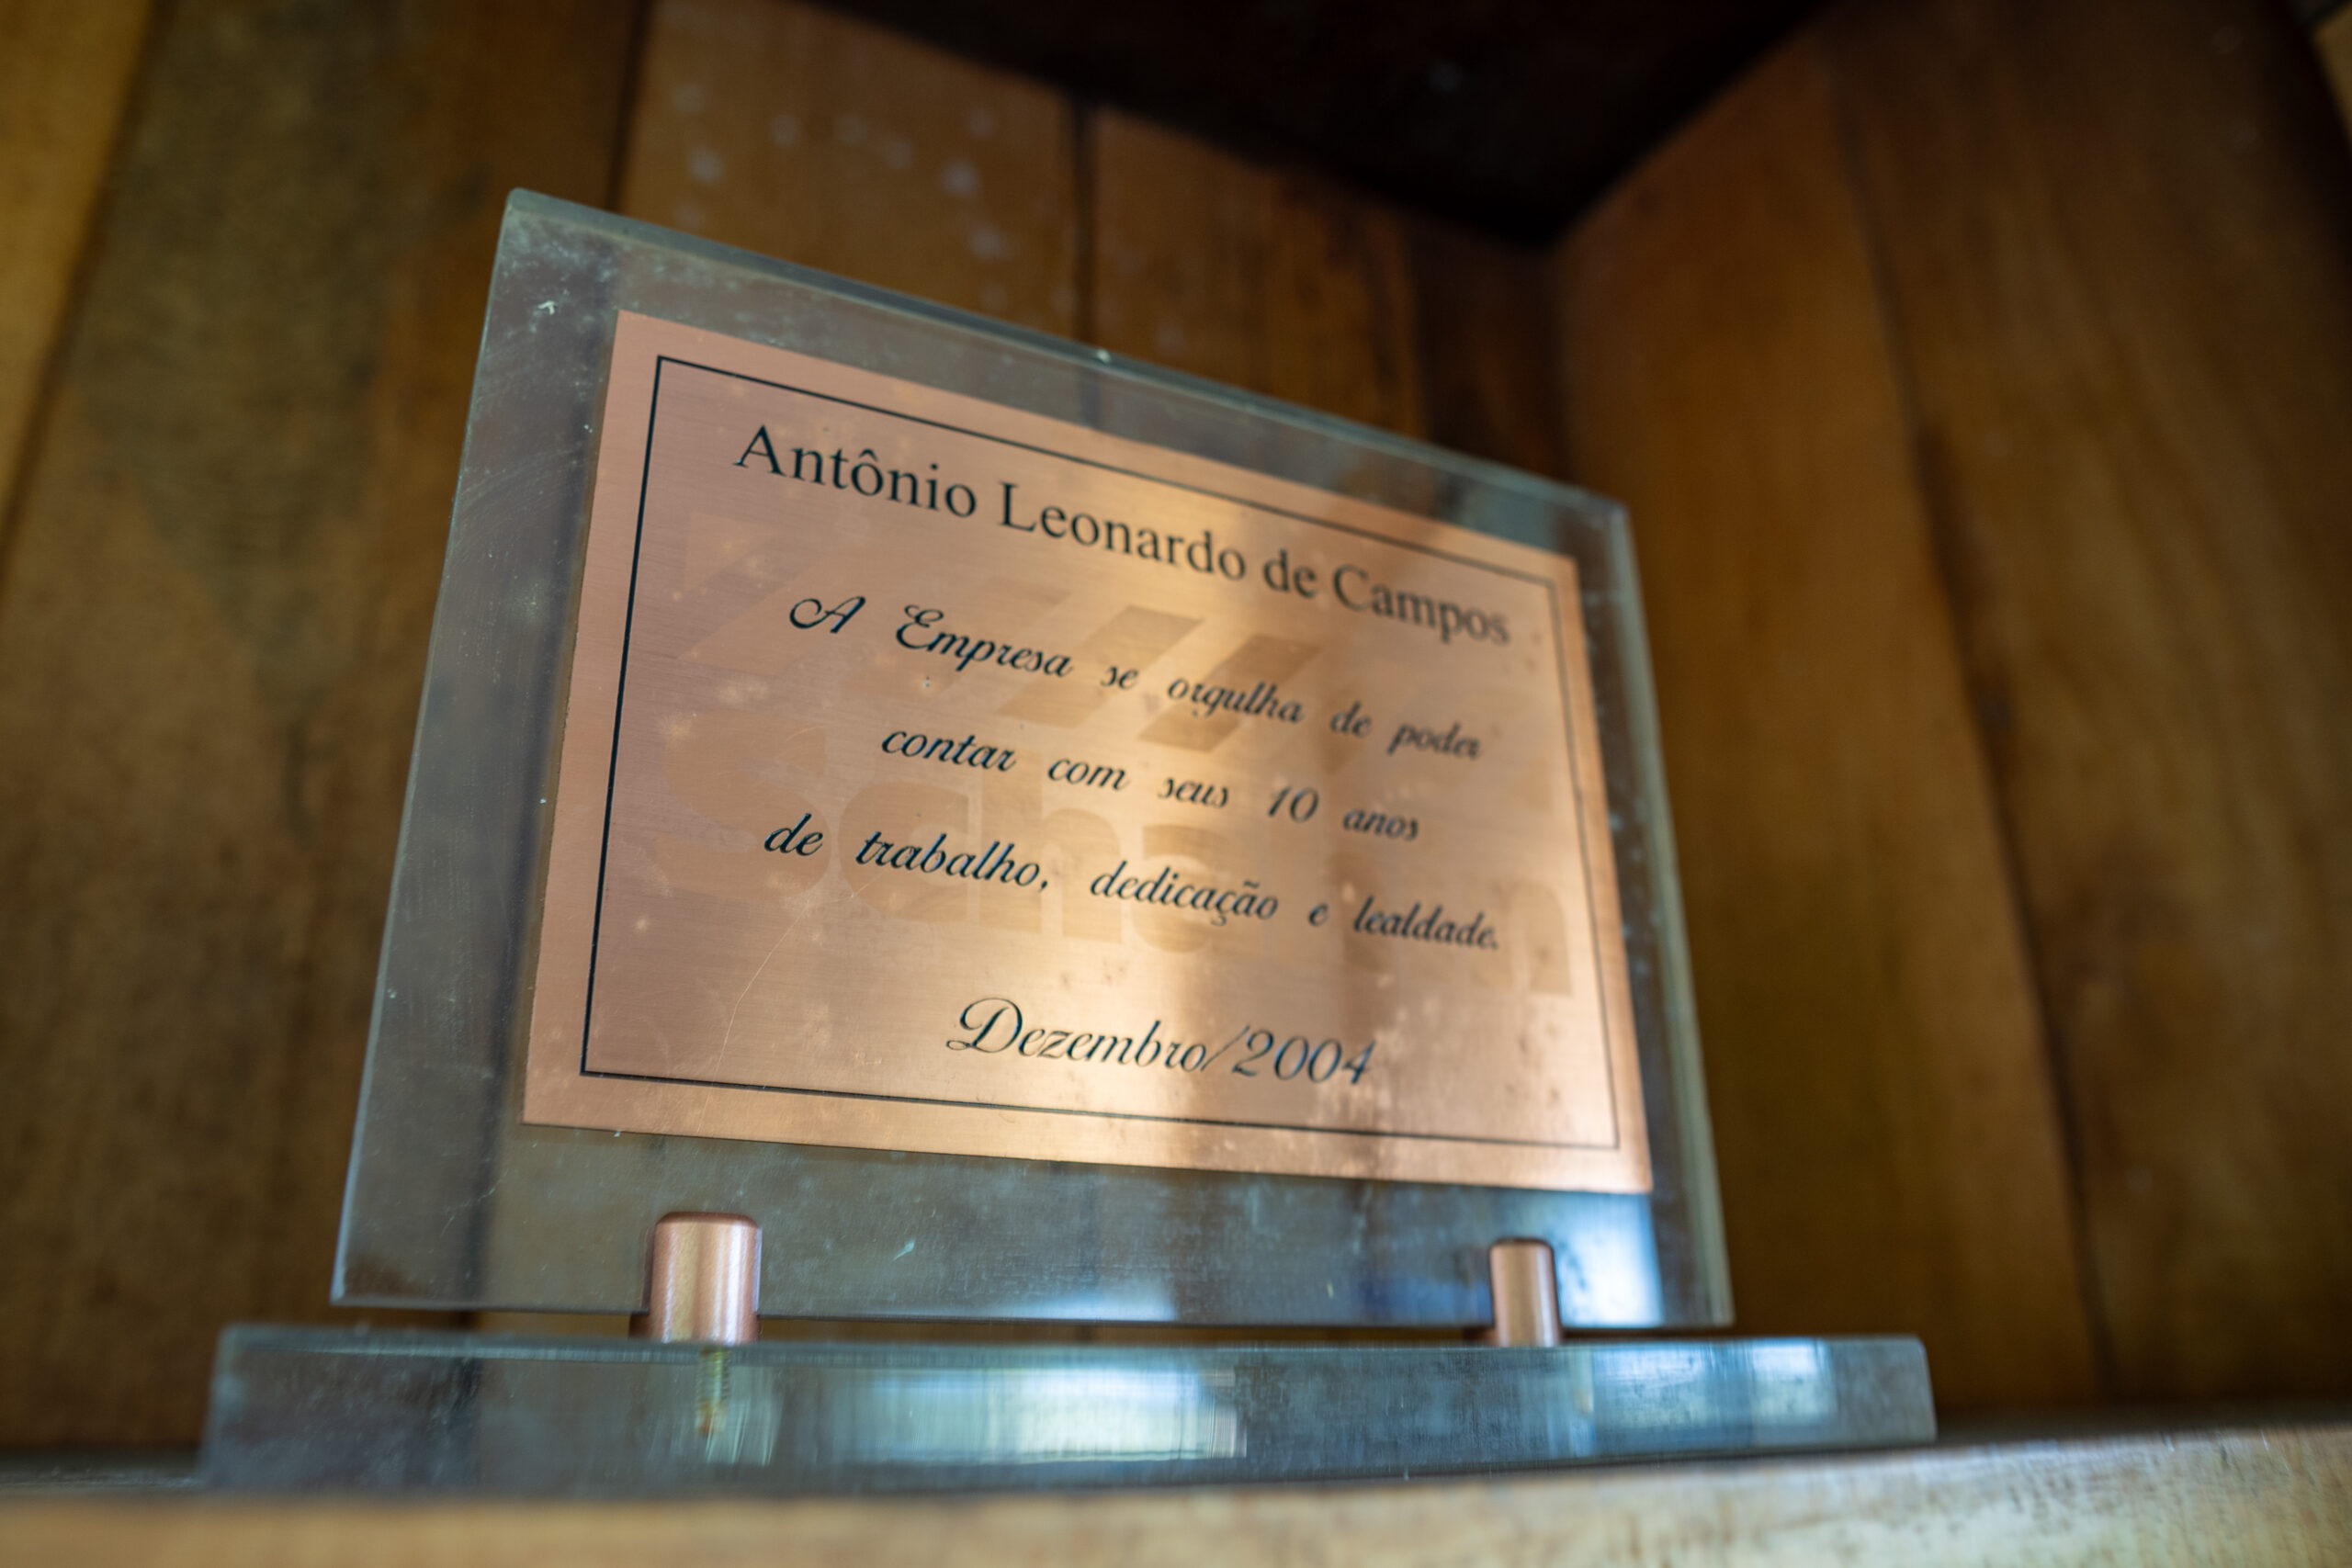 Antônio Leonardo de Campos
A Empresa se orgulha de poder
contar com seus 10 anos
de trabalho, dedicação e lealdade.
Dezembro/2004
Schahin